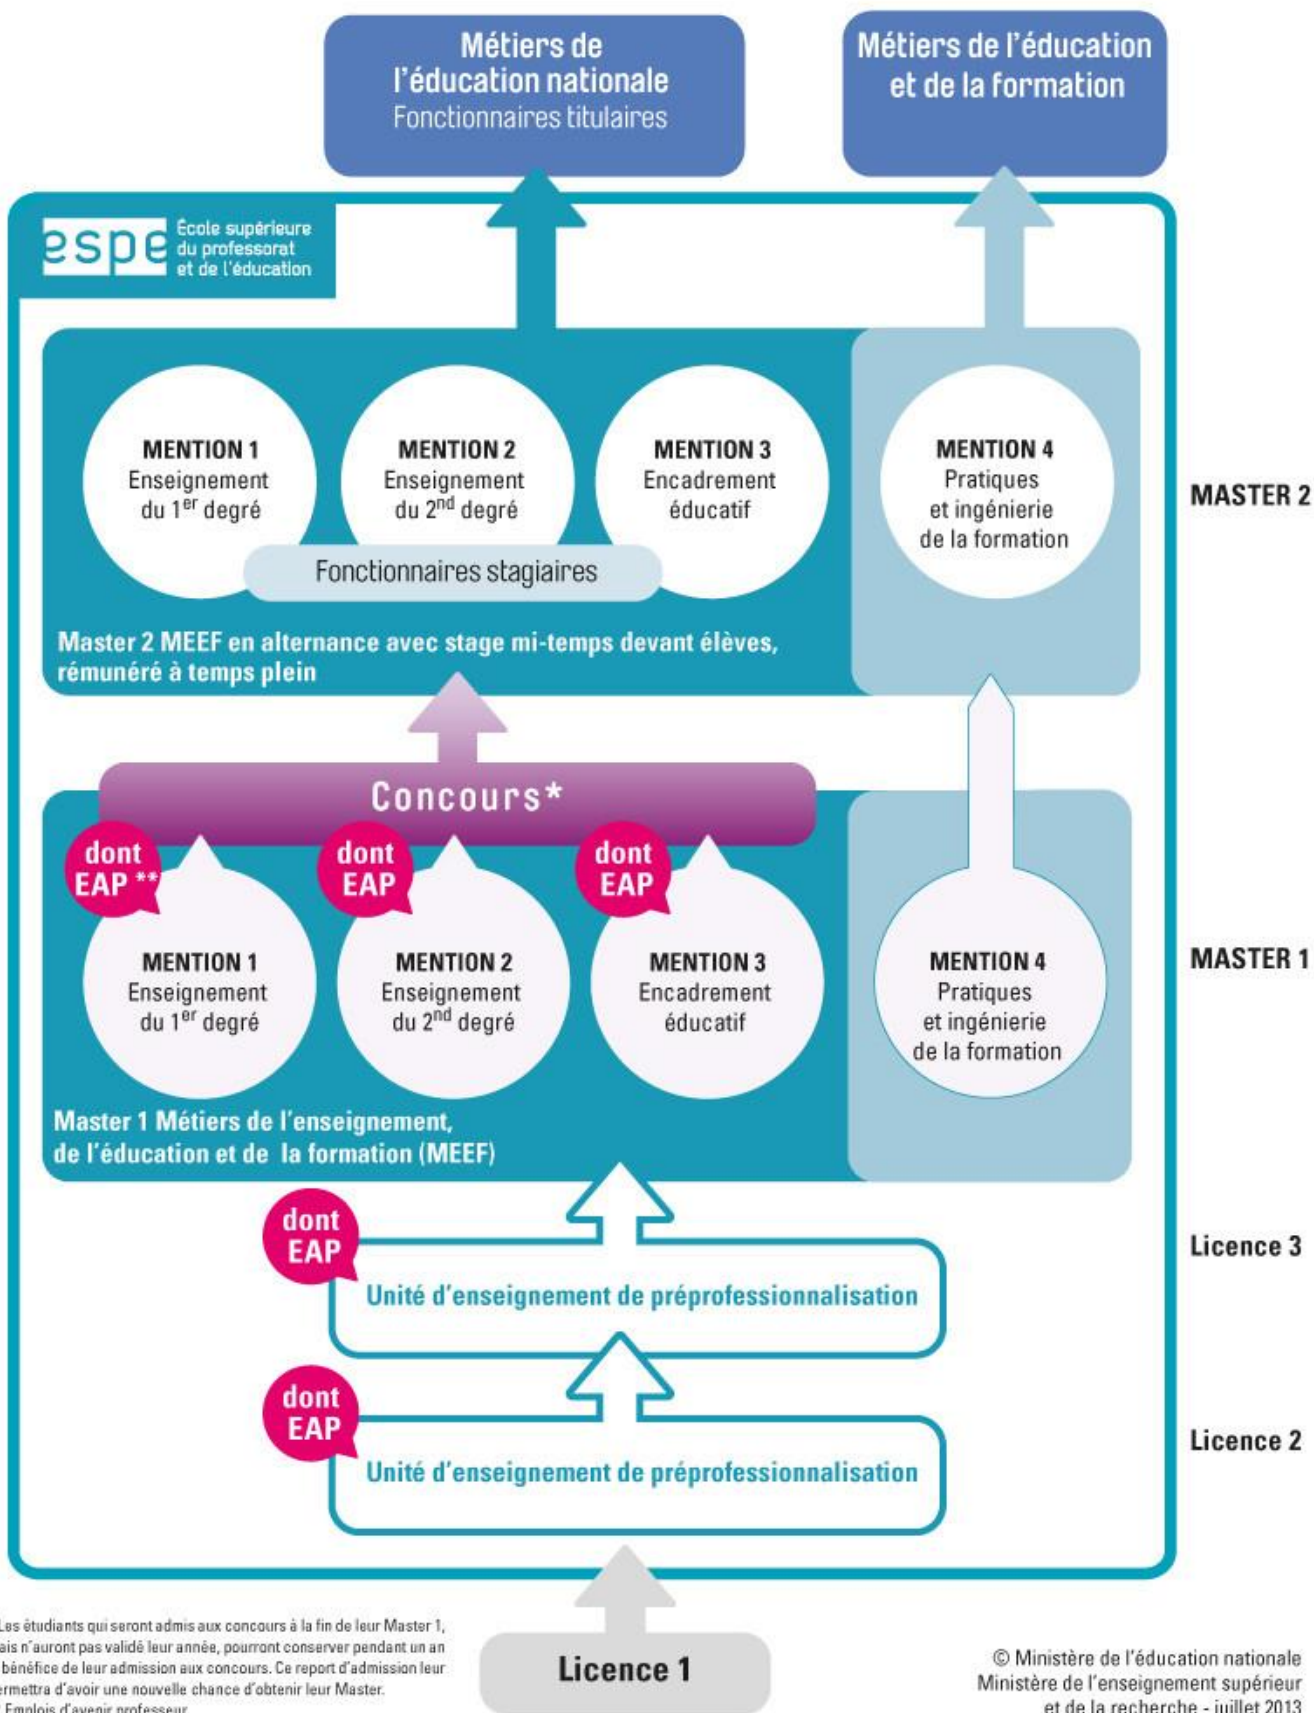 Métiers de
l'éducation nationale
Fonctionnaires titulaires
Métiers de l'éducation
et de la formation
espe
École supérieure
du professorat
et de l'éducation
MENTION 1
Enseignement
du 1er degré
MENTION 2
Enseignement
du 2nd degré
MENTION 3
Encadrement
éducatif
MENTION 4
Pratiques
et ingénierie
de la formation
MASTER 2
Fonctionnaires stagiaires
Master 2 MEEF en alternance avec stage mi-temps devant élèves,
rémunéré à temps plein
Concours*
dont
EAP **
dont
EAP
dont
EAP
MENTION 1
Enseignement
du 1er degré
MENTION 2
Enseignement
du 2nd degré
MENTION 3
Encadrement
éducatif
MENTION 4
Pratiques
et ingénierie
de la formation
MASTER 1
Master 1 Métiers de l'enseignement,
de l'éducation et de la formation (MEEF)
dont
EAP
Licence 3
Unité d'enseignement de préprofessionnalisation
dont
EAP
Licence 2
Unité d'enseignement de préprofessionnalisation
Licence 1
Les étudiants qui seront admis aux concours à la fin de leur Master 1,
n'auront pas validé leur année, pourront conserver pendant un an
bénéfice de leur admission aux concours. Ce report d'admission leur
d'avoir une nouvelle chance d'obtenir leur Master.
Emplois d'avenir professeur
© Ministère de l'éducation nationale
Ministère de l'enseignement supérieur
et de la recherche - juillet 2013